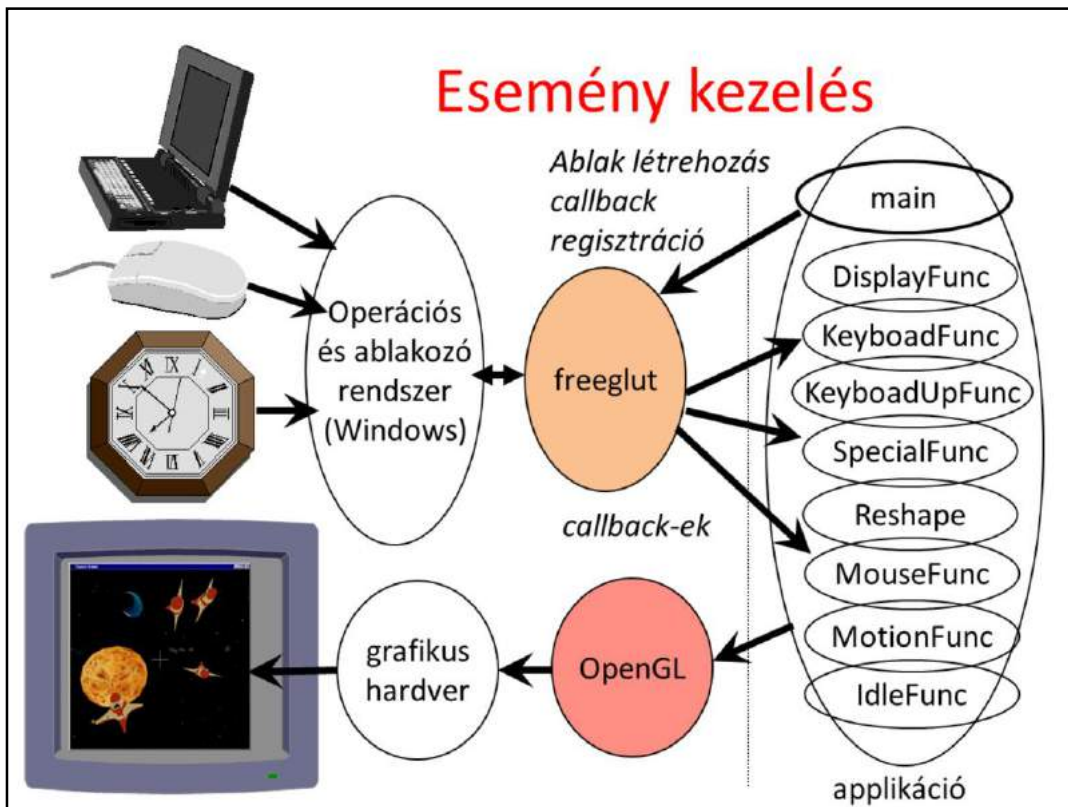 Esemény kezelés
Ablak létrehozás
callback
regisztráció
main
DisplayFunc
KeyboadFunc
KeyboadUpFunc
SpecialFunc
Reshape
MouseFunc
MotionFunc
IdleFunc
applikáció
Operációs
és ablakozó
rendszer
(Windows)
freeglut
callback-ek
grafikus
hardver
OpenGL